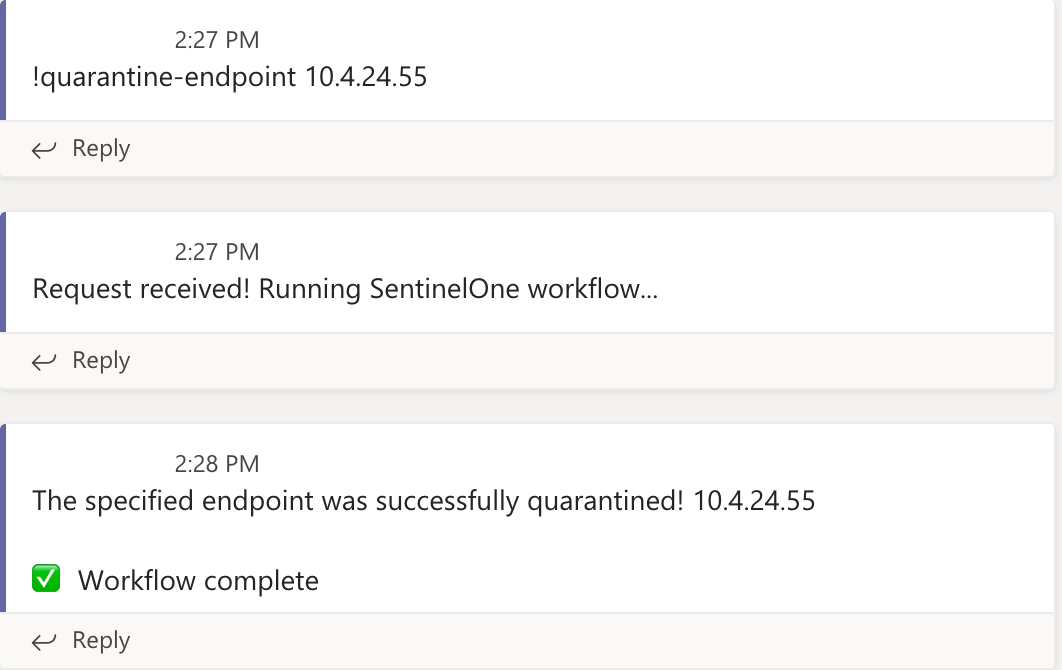 2:27 PM
!quarantine-endpoint 10.4.24.55
Reply
2:27 PM
Request received! Running SentinelOne workflow...
Reply
2:28 PM
The specified endpoint was successfully quarantined! 10.4.24.55
✅ Workflow complete
Reply